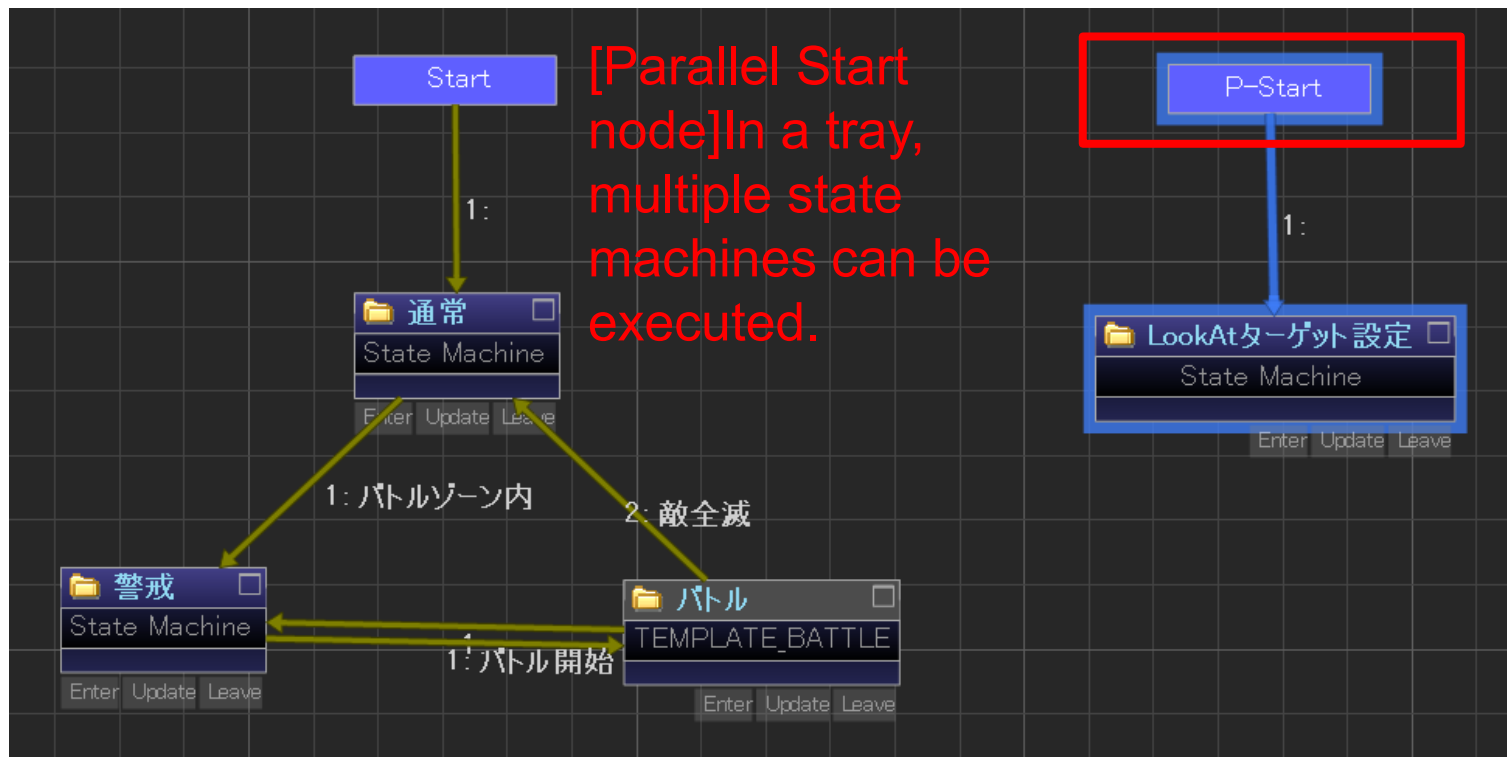 Start
[Parallel Start
node]In a tray,
multiple state
machines can be
executed.
P-Start
1:
1:
通常
State Machine
Enter Update Leave
LookAtターゲット設定
State Machine
Enter Update Leave
1: バトルゾーン内
2: 敵全滅
警戒
State Machine
Enter Update Leave
1: バトル開始
バトル
TEMPLATE_BATTLE
Enter Update Leave